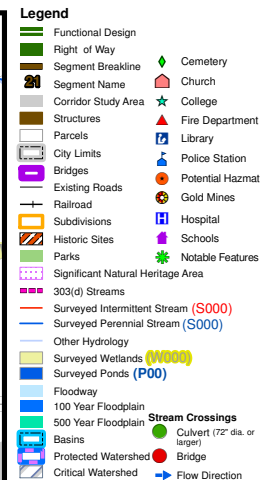 Legend
Functional Design
Right of Way
Segment Breakline
21 Segment Name
Corridor Study Area
Structures
Parcels
City Limits
Bridges
Existing Roads
Railroad
Subdivisions
Historic Sites
Parks
Significant Natural Heritage Area
303(d) Streams
Surveyed Intermittent Stream (S000)
Surveyed Perennial Stream (S000)
Other Hydrology
Surveyed Wetlands (W000)
Surveyed Ponds (P00)
Floodway
100 Year Floodplain
500 Year Floodplain
Basins
Protected Watershed
Critical Watershed
Cemetery
Church
College
Fire Department
Library
Police Station
Potential Hazmat
Gold Mines
H Hospital
Schools
Notable Features
Stream Crossings
Culvert (72" dia. or
larger)
Bridge
Flow Direction